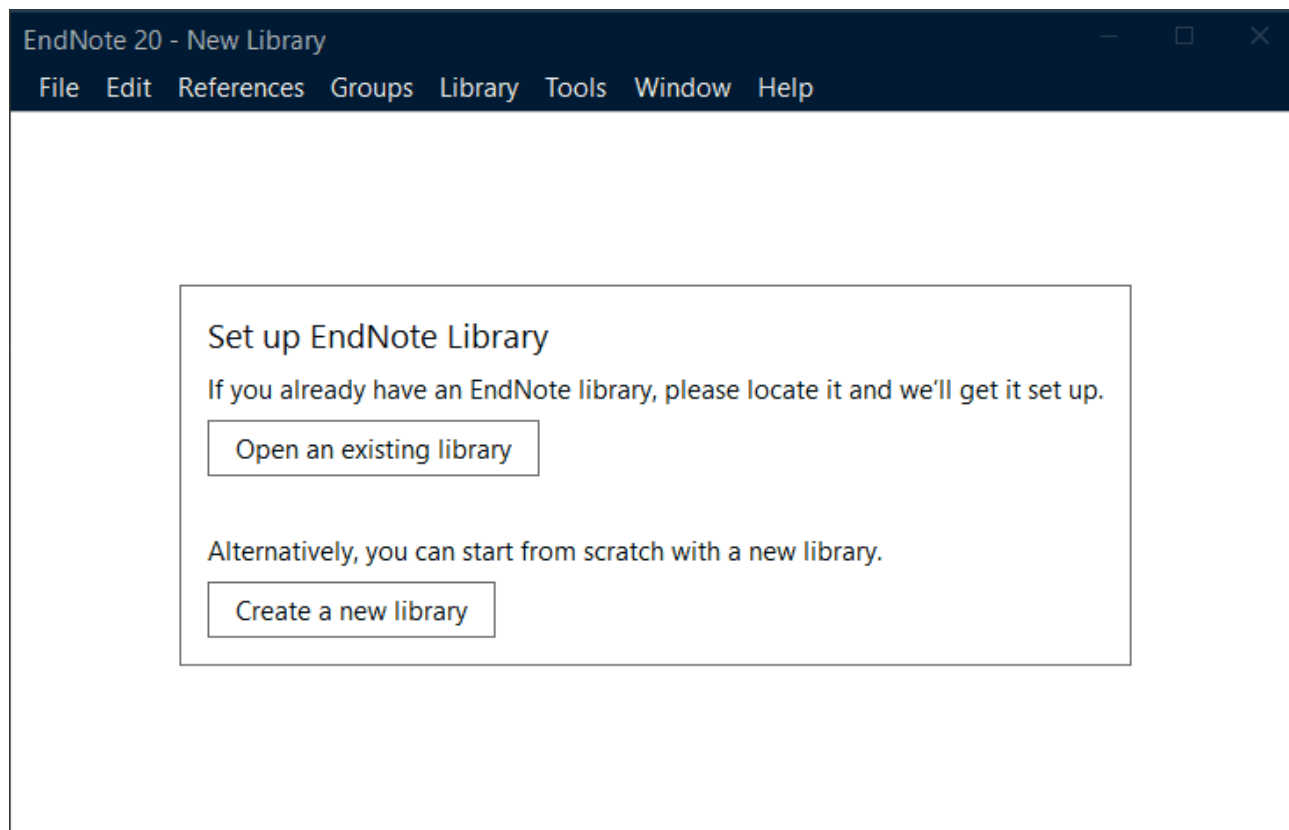 EndNote 20 - New Library
File Edit References Groups Library Tools Window Help
Set up EndNote Library
If you already have an EndNote library, please locate it and we’ll get it set up.
Open an existing library
Alternatively, you can start from scratch with a new library.
Create a new library